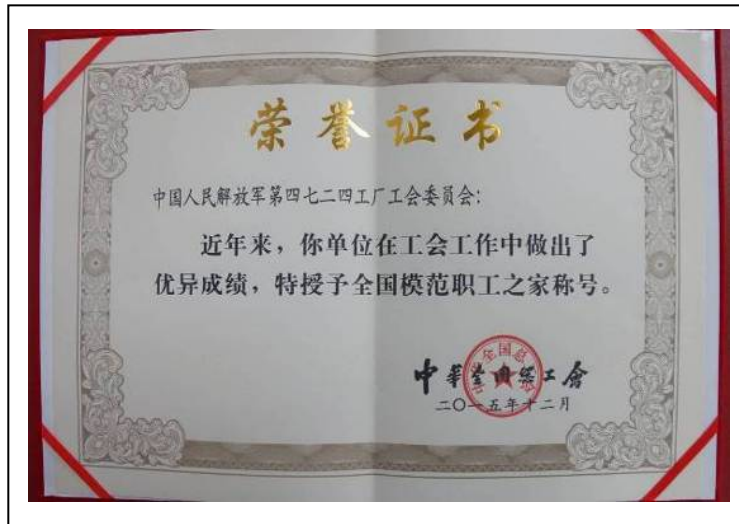 荣誉证书
中国人民解放军第四七二四工厂工会委员会:
近年来，你单位在工会工作中做出了
优异成绩，特授予全国模范职工之家称号。
中华全国总工会
二〇一五年十二月